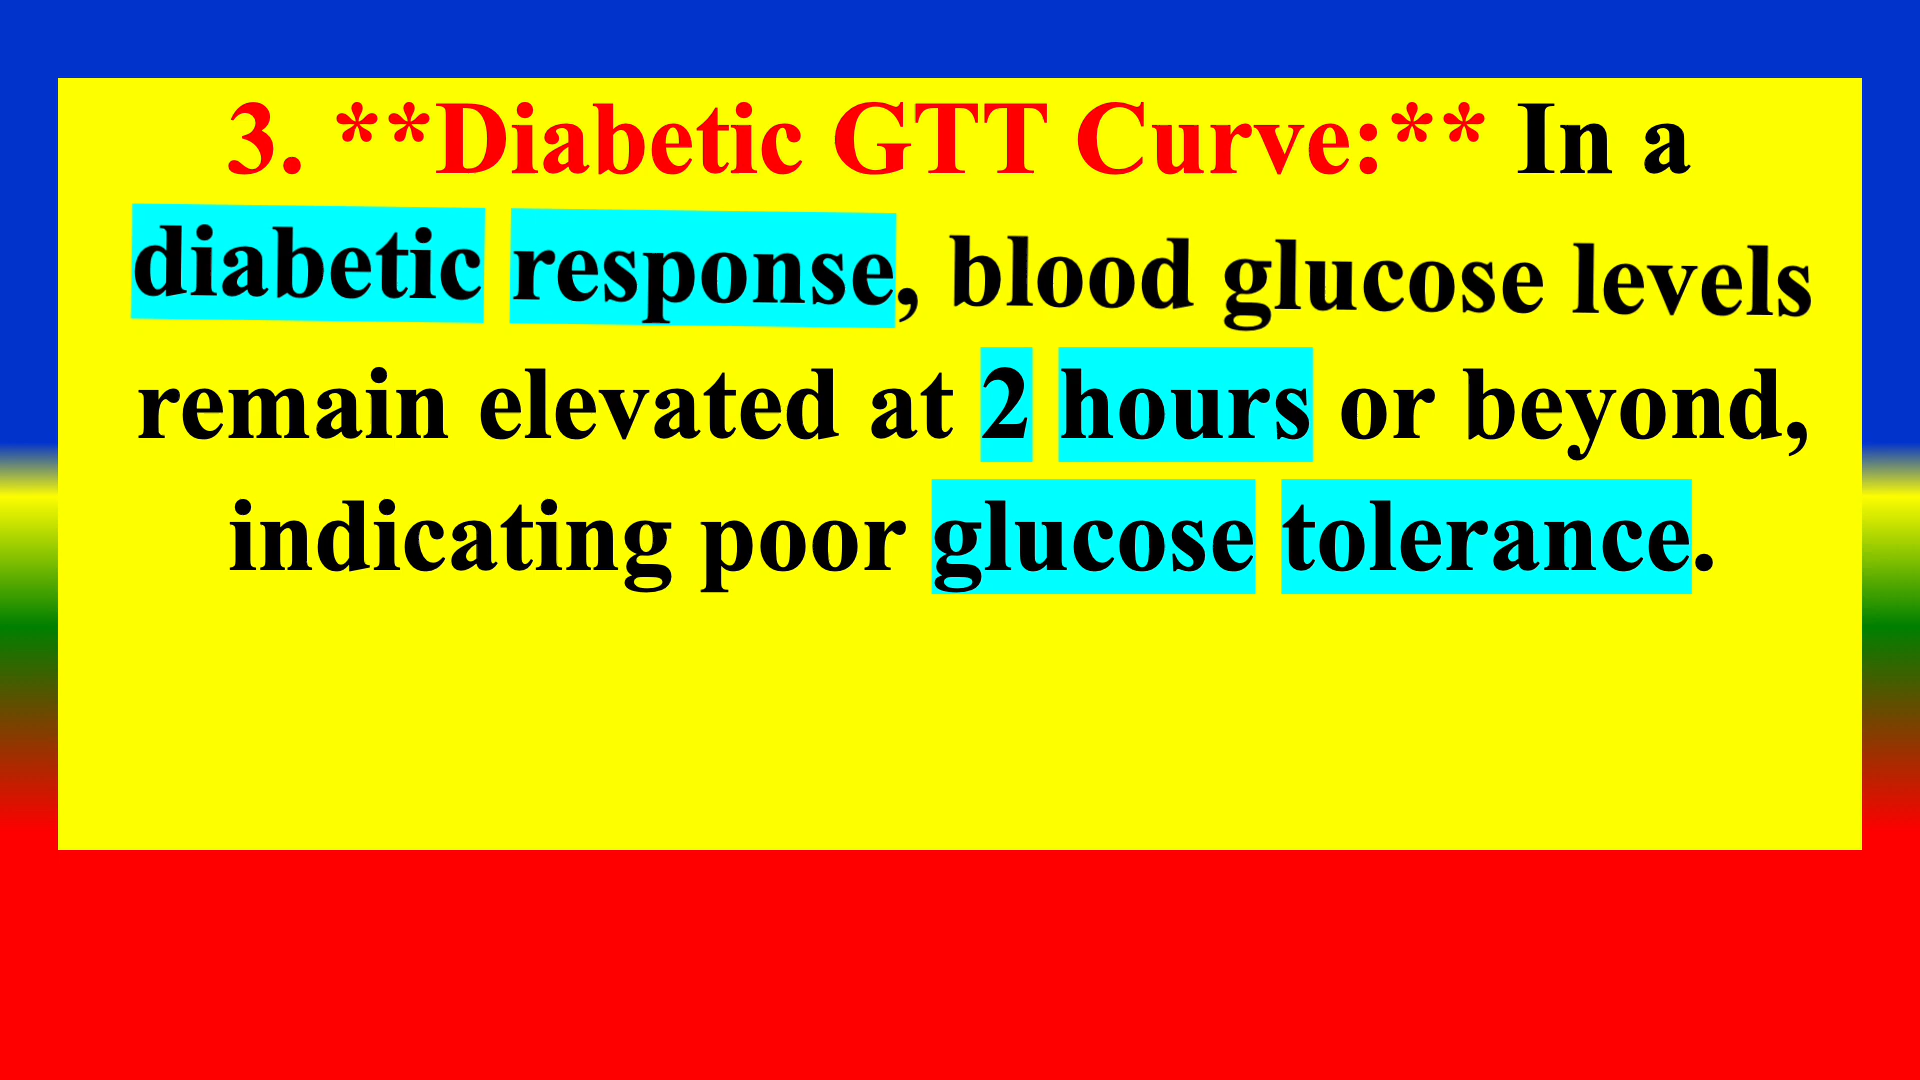 3. **Diabetic GTT Curve:** In a
diabetic response, blood glucose levels
remain elevated at 2 hours or beyond,
indicating poor glucose tolerance.